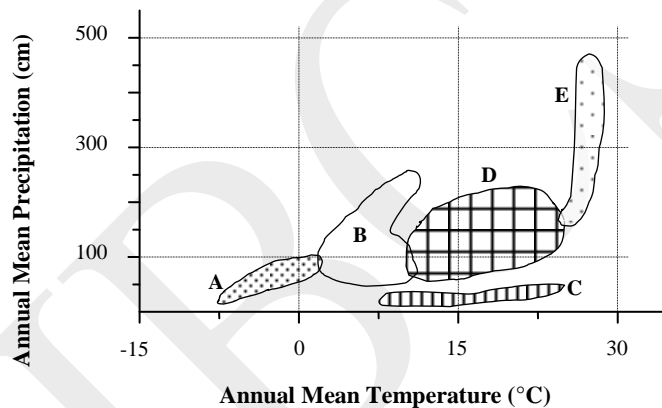 Annual Mean Precipitation (cm)
500
300
100
E
D
B
A
C
-15
0
15
30
Annual Mean Temperature (°C)